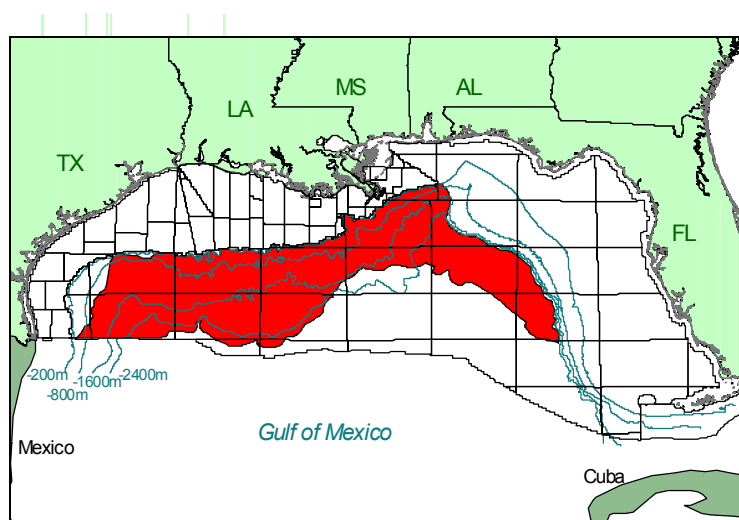 MS
AL
LA
TX
FL
-200m
-1600m
-2400m
-800m
Gulf of Mexico
Mexico
Cuba